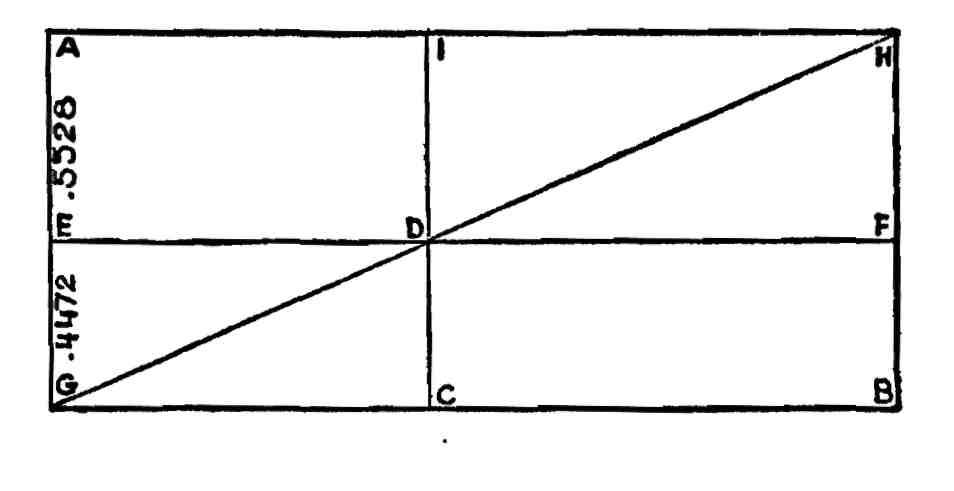 A I H
.5528
E D F
.4472
G C B